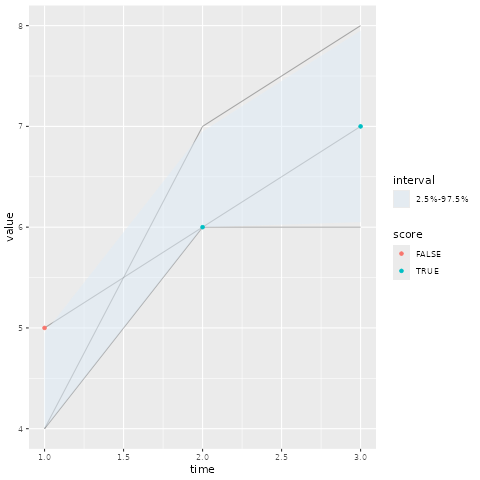 8
7
6
5
4
value
1.0 1.5 2.0 2.5 3.0
time
interval
2.5%-97.5%
score
FALSE
TRUE